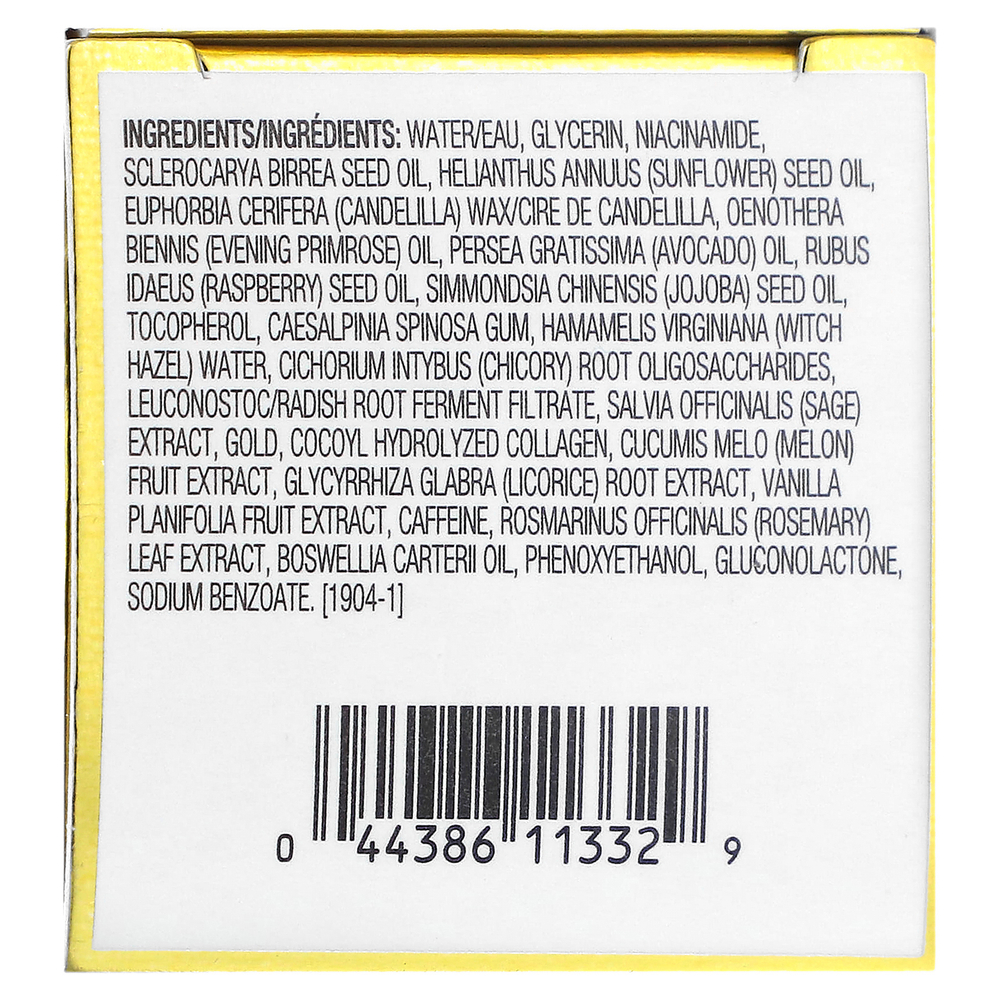 INGREDIENTS/INGRÉDIENTS: WATER/EAU, GLYCERIN, NIACINAMIDE,
SCLEROCARYA BIRREA SEED OIL, HELIANTHUS ANNUUS (SUNFLOWER) SEED OIL,
EUPHORBIA CERIFERA (CANDELILLA) WAX/CIRE DE CANDELILLA, OENOTHERA
BIENNIS (EVENING PRIMROSE) OIL, PERSEA GRATISSIMA (AVOCADO) OIL, RUBUS
IDAEUS (RASPBERRY) SEED OIL, SIMMONDSIA CHINENSIS (JOJOBA) SEED OIL,
TOCOPHEROL, CAESALPINIA SPINOSA GUM, HAMAMELIS VIRGINIANA (WITCH
HAZEL) WATER, CICHORIUM INTYBUS (CHICORY) ROOT OLIGOSACCHARIDES,
LEUCONOSTOC/RADISH ROOT FERMENT FILTRATE, SALVIA OFFICINALIS (SAGE)
EXTRACT, GOLD, COCOYL HYDROLYZED COLLAGEN, CUCUMIS MELO (MELON)
FRUIT EXTRACT, GLYCYRRHIZA GLABRA (LICORICE) ROOT EXTRACT, VANILLA
PLANIFOLIA FRUIT EXTRACT, CAFFEINE, ROSMARINUS OFFICINALIS (ROSEMARY)
LEAF EXTRACT, BOSWELLIA CARTERII OIL, PHENOXYETHANOL, GLUCONOLACTONE,
SODIUM BENZOATE. [1904-1]
0 44386 11332 9